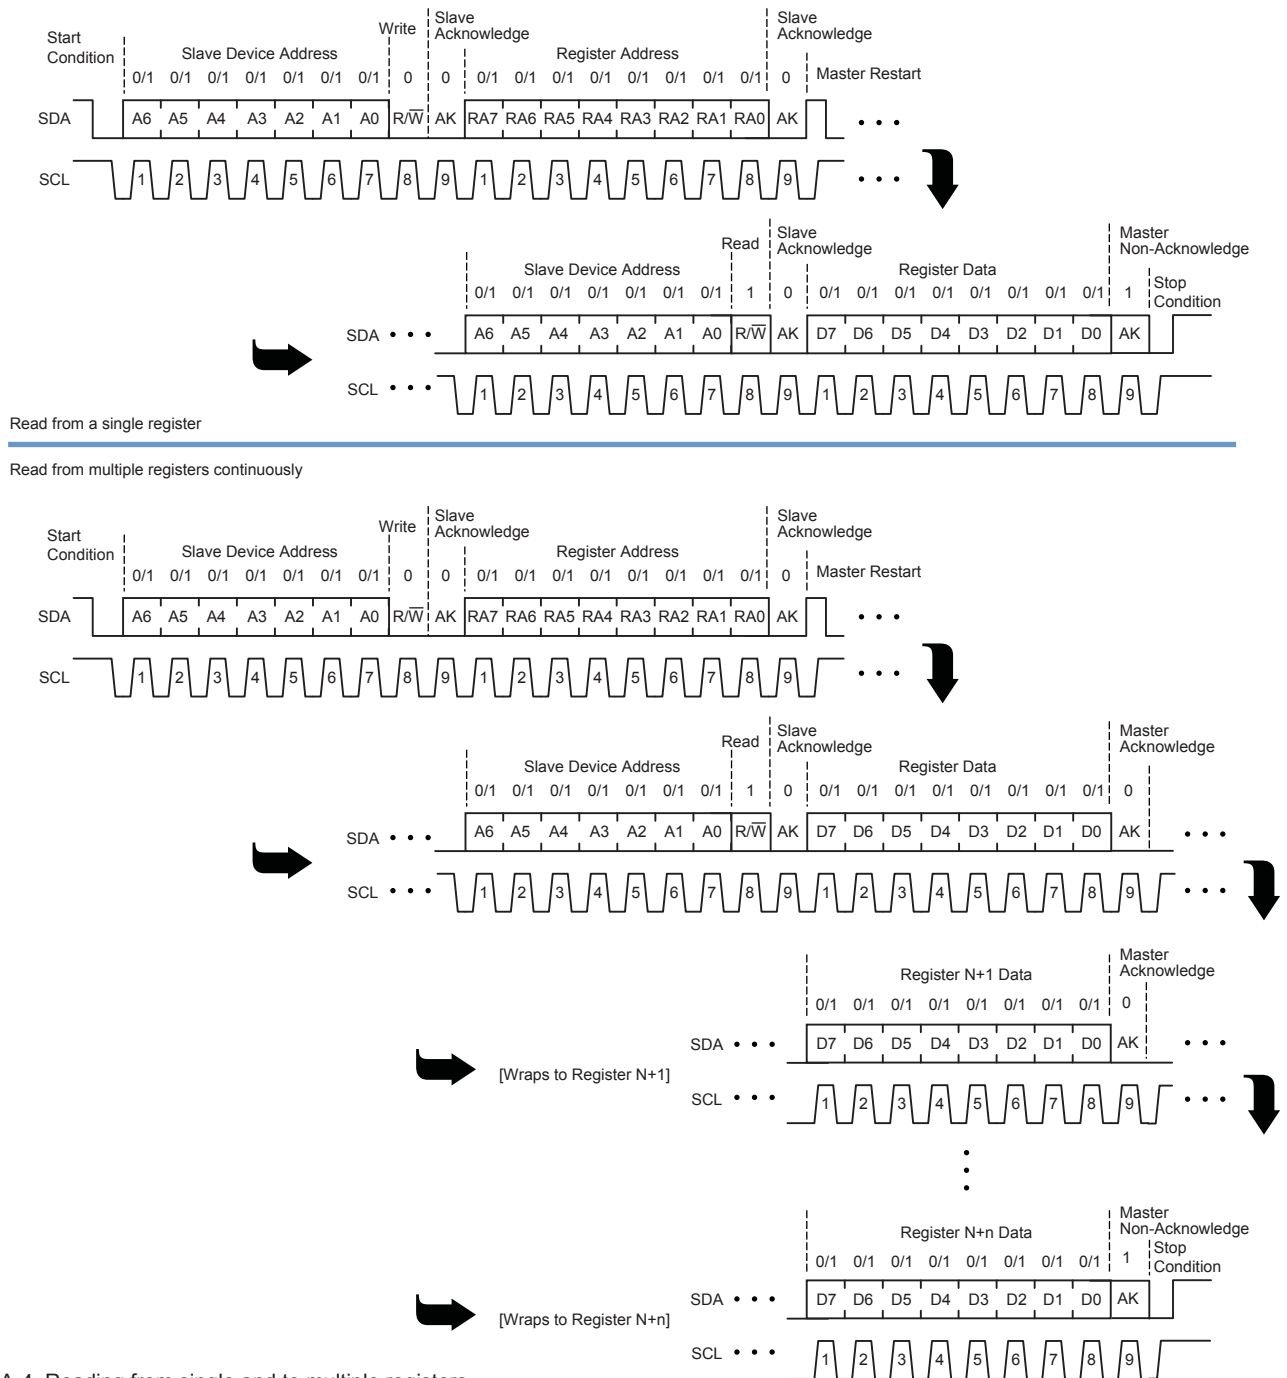 Start Condition
Slave Device Address
Write
Slave Acknowledge
Register Address
Slave Acknowledge
Master Restart
0/1 0/1 0/1 0/1 0/1 0/1 0/1 0 0 0/1 0/1 0/1 0/1 0/1 0/1 0/1 0/1 0
SDA A6 A5 A4 A3 A2 A1 A0 R/W̅ AK RA7 RA6 RA5 RA4 RA3 RA2 RA1 RA0 AK • • •
SCL 1 2 3 4 5 6 7 8 9 1 2 3 4 5 6 7 8 9 • • •
Slave Device Address
Read
Slave Acknowledge
Register Data
Master Non-Acknowledge
Stop Condition
0/1 0/1 0/1 0/1 0/1 0/1 0/1 1 0 0/1 0/1 0/1 0/1 0/1 0/1 0/1 0/1 1
SDA • • • A6 A5 A4 A3 A2 A1 A0 R/W̅ AK D7 D6 D5 D4 D3 D2 D1 D0 AK
SCL • • • 1 2 3 4 5 6 7 8 9 1 2 3 4 5 6 7 8 9
Read from a single register
Read from multiple registers continuously
Start Condition
Slave Device Address
Write
Slave Acknowledge
Register Address
Slave Acknowledge
Master Restart
0/1 0/1 0/1 0/1 0/1 0/1 0/1 0 0 0/1 0/1 0/1 0/1 0/1 0/1 0/1 0/1 0
SDA A6 A5 A4 A3 A2 A1 A0 R/W̅ AK RA7 RA6 RA5 RA4 RA3 RA2 RA1 RA0 AK • • •
SCL 1 2 3 4 5 6 7 8 9 1 2 3 4 5 6 7 8 9 • • •
Slave Device Address
Read
Slave Acknowledge
Register Data
Master Acknowledge
0/1 0/1 0/1 0/1 0/1 0/1 0/1 1 0 0/1 0/1 0/1 0/1 0/1 0/1 0/1 0/1 0
SDA • • • A6 A5 A4 A3 A2 A1 A0 R/W̅ AK D7 D6 D5 D4 D3 D2 D1 D0 AK • • •
SCL • • • 1 2 3 4 5 6 7 8 9 1 2 3 4 5 6 7 8 9 • • •
Register N+1 Data
Master Acknowledge
0/1 0/1 0/1 0/1 0/1 0/1 0/1 0/1 0
SDA • • • D7 D6 D5 D4 D3 D2 D1 D0 AK • • •
[Wraps to Register N+1]
SCL • • • 1 2 3 4 5 6 7 8 9 • • •
Register N+n Data
Master Non-Acknowledge
Stop Condition
0/1 0/1 0/1 0/1 0/1 0/1 0/1 0/1 1
SDA • • • D7 D6 D5 D4 D3 D2 D1 D0 AK
[Wraps to Register N+n]
SCL • • • 1 2 3 4 5 6 7 8 9